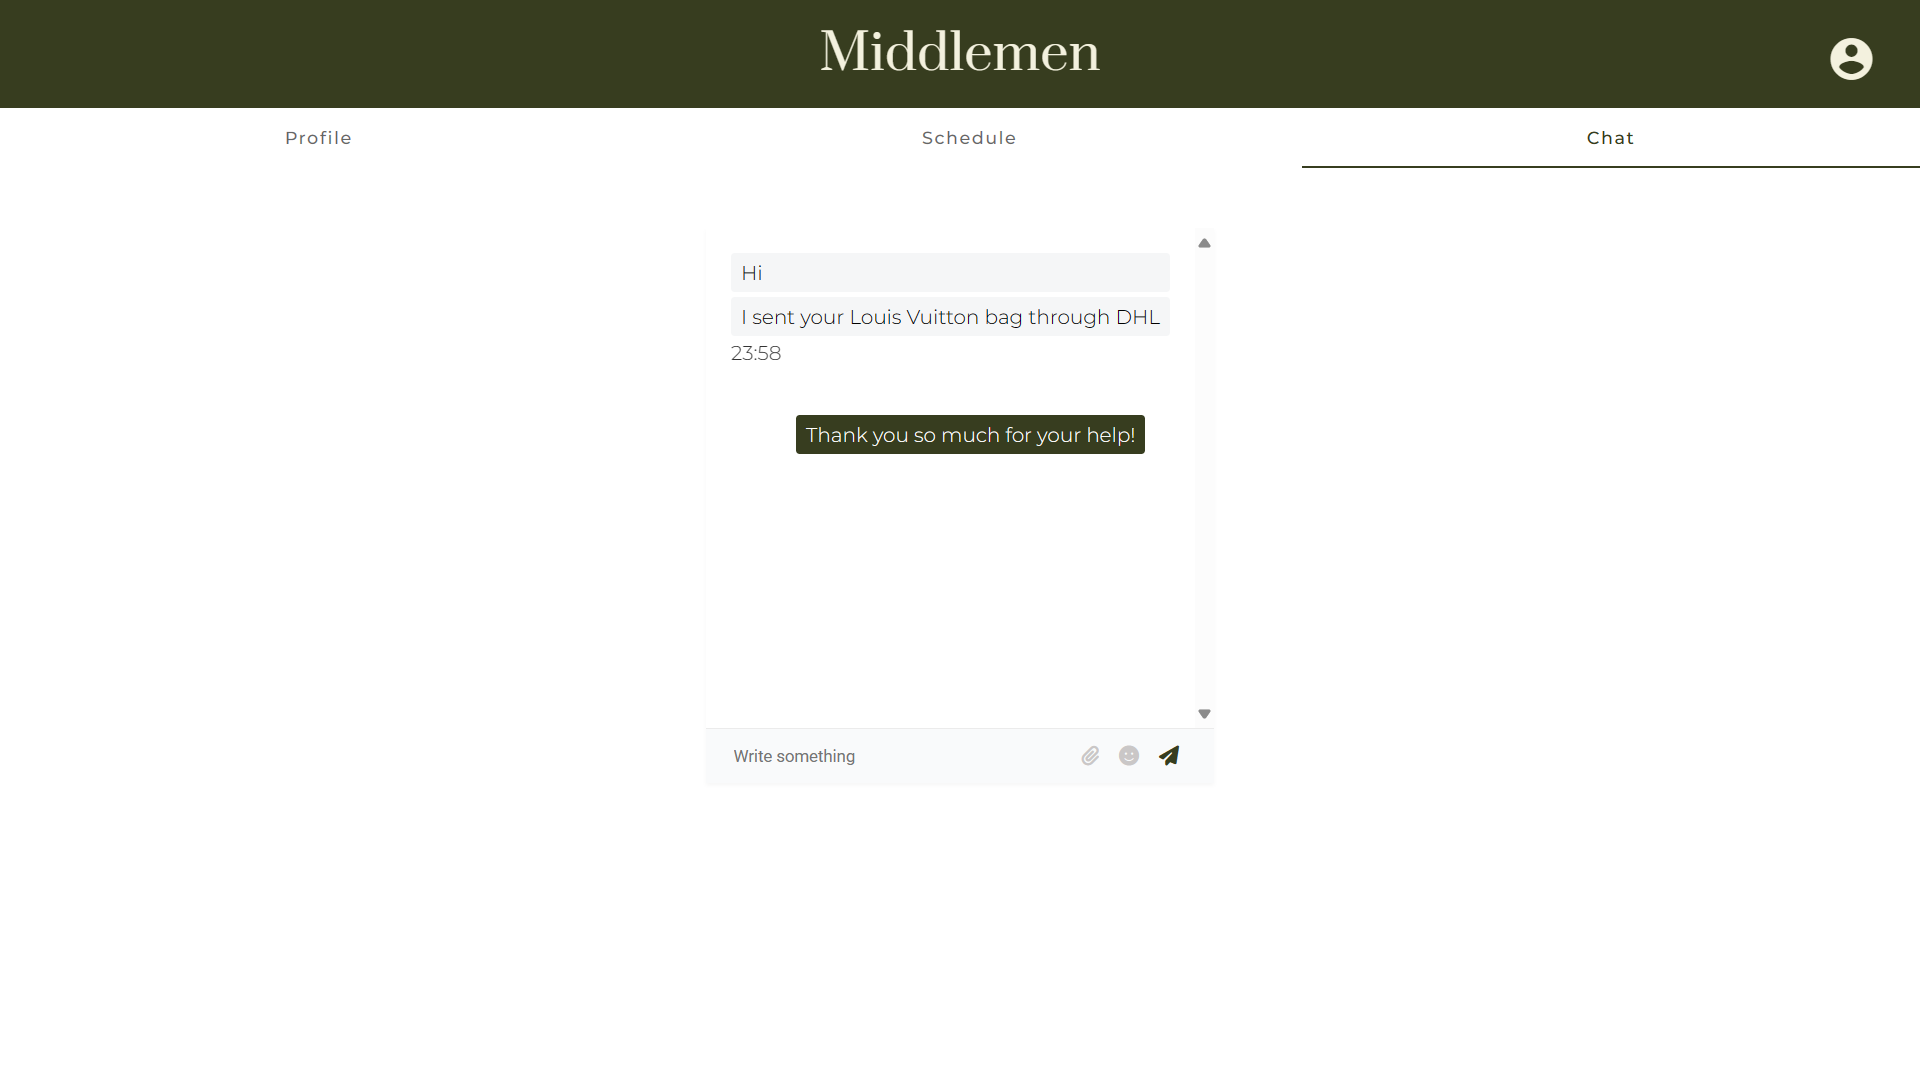 Middlemen
Profile
Schedule
Chat
Hi
I sent your Louis Vuitton bag through DHL
23:58
Thank you so much for your help!
Write something